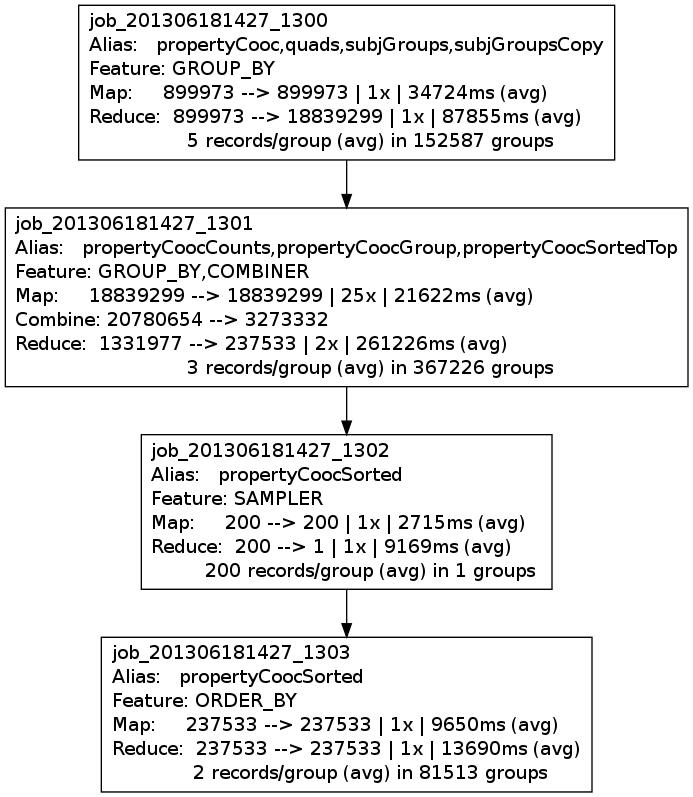 job_201306181427_1300
Alias: propertyCooc,quads,subjGroups,subjGroupsCopy
Feature: GROUP_BY
Map: 899973 --> 899973 | 1x | 34724ms (avg)
Reduce: 899973 --> 18839299 | 1x | 87855ms (avg)
5 records/group (avg) in 152587 groups
job_201306181427_1301
Alias: propertyCoocCounts,propertyCoocGroup,propertyCoocSortedTop
Feature: GROUP_BY,COMBINER
Map: 18839299 --> 18839299 | 25x | 21622ms (avg)
Combine: 20780654 --> 3273332
Reduce: 1331977 --> 237533 | 2x | 261226ms (avg)
3 records/group (avg) in 367226 groups
job_201306181427_1302
Alias: propertyCoocSorted
Feature: SAMPLER
Map: 200 --> 200 | 1x | 2715ms (avg)
Reduce: 200 --> 1 | 1x | 9169ms (avg)
200 records/group (avg) in 1 groups
job_201306181427_1303
Alias: propertyCoocSorted
Feature: ORDER_BY
Map: 237533 --> 237533 | 1x | 9650ms (avg)
Reduce: 237533 --> 237533 | 1x | 13690ms (avg)
2 records/group (avg) in 81513 groups